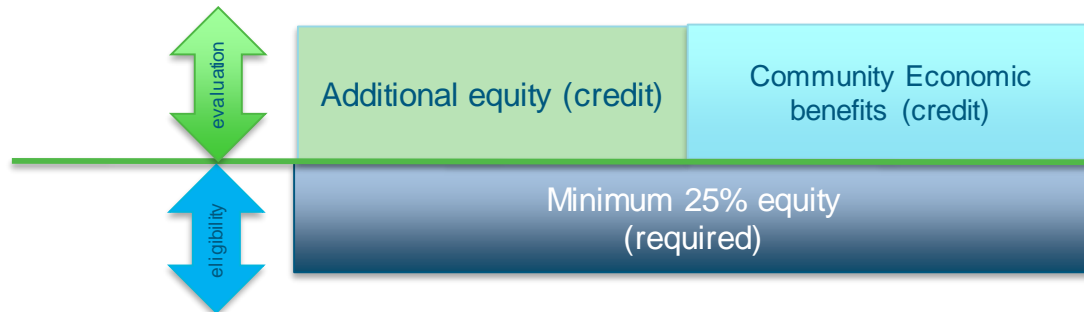 evaluation
Additional equity (credit)
Community Economic
benefits (credit)
eligibility
Minimum 25% equity
(required)